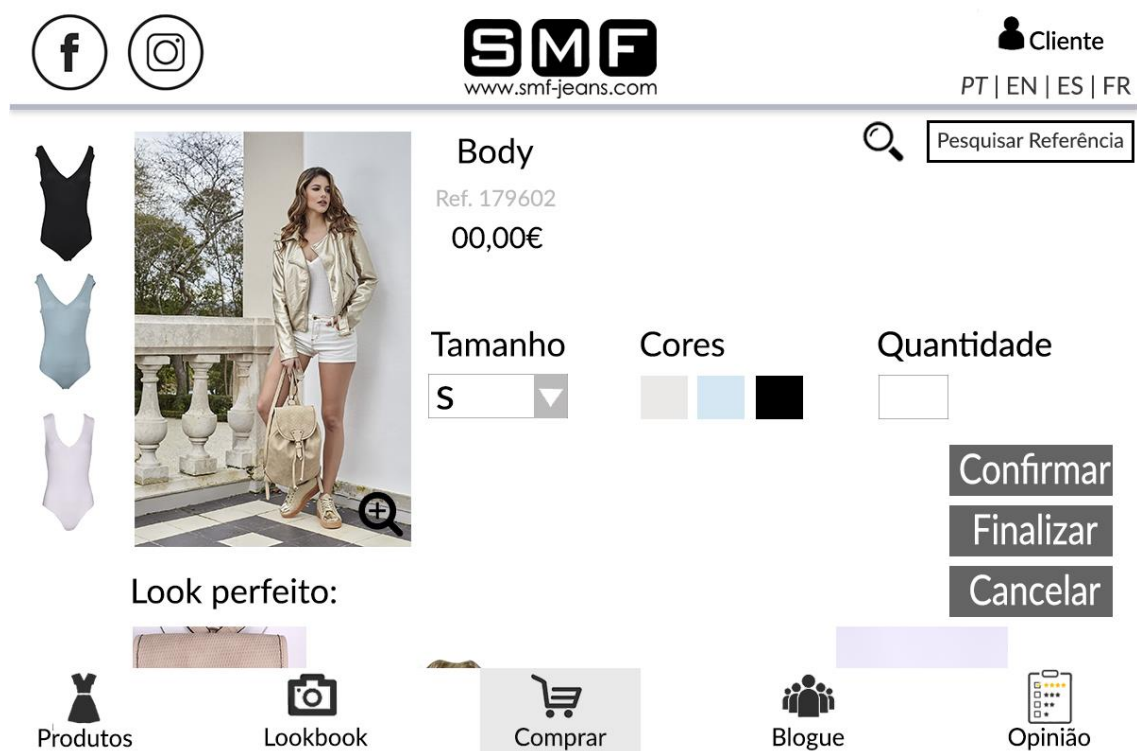 f
SMF
www.smf-jeans.com
Cliente
PT | EN | ES | FR
Pesquisar Referência
Body
Ref. 179602
00,00€
Tamanho
Cores
Quantidade
S
Confirmar
Finalizar
Cancelar
Look perfeito:
Produtos
Lookbook
Comprar
Blogue
Opinião